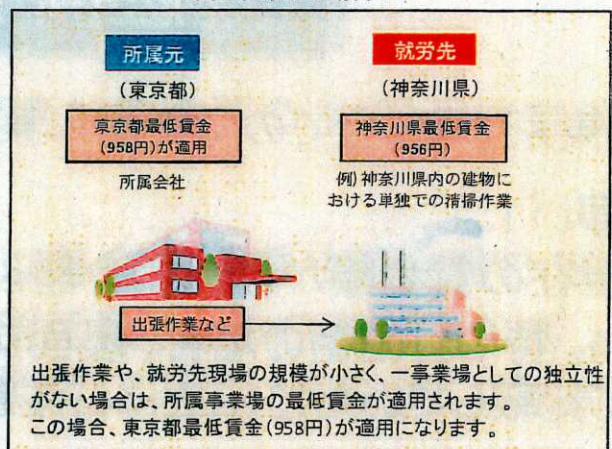 所属元
就労先
(東京都)
(神奈川県)
東京都最低賃金
(958円)が適用
神奈川県最低賃金
(956円)
所属会社
例)神奈川県内の建物に
おける単独での清掃作業
出張作業など
出張作業や、就労先現場の規模が小さく、一事業場としての独立性
がない場合は、所属事業場の最低賃金が適用されます。
この場合、東京都最低賃金(958円)が適用になります。